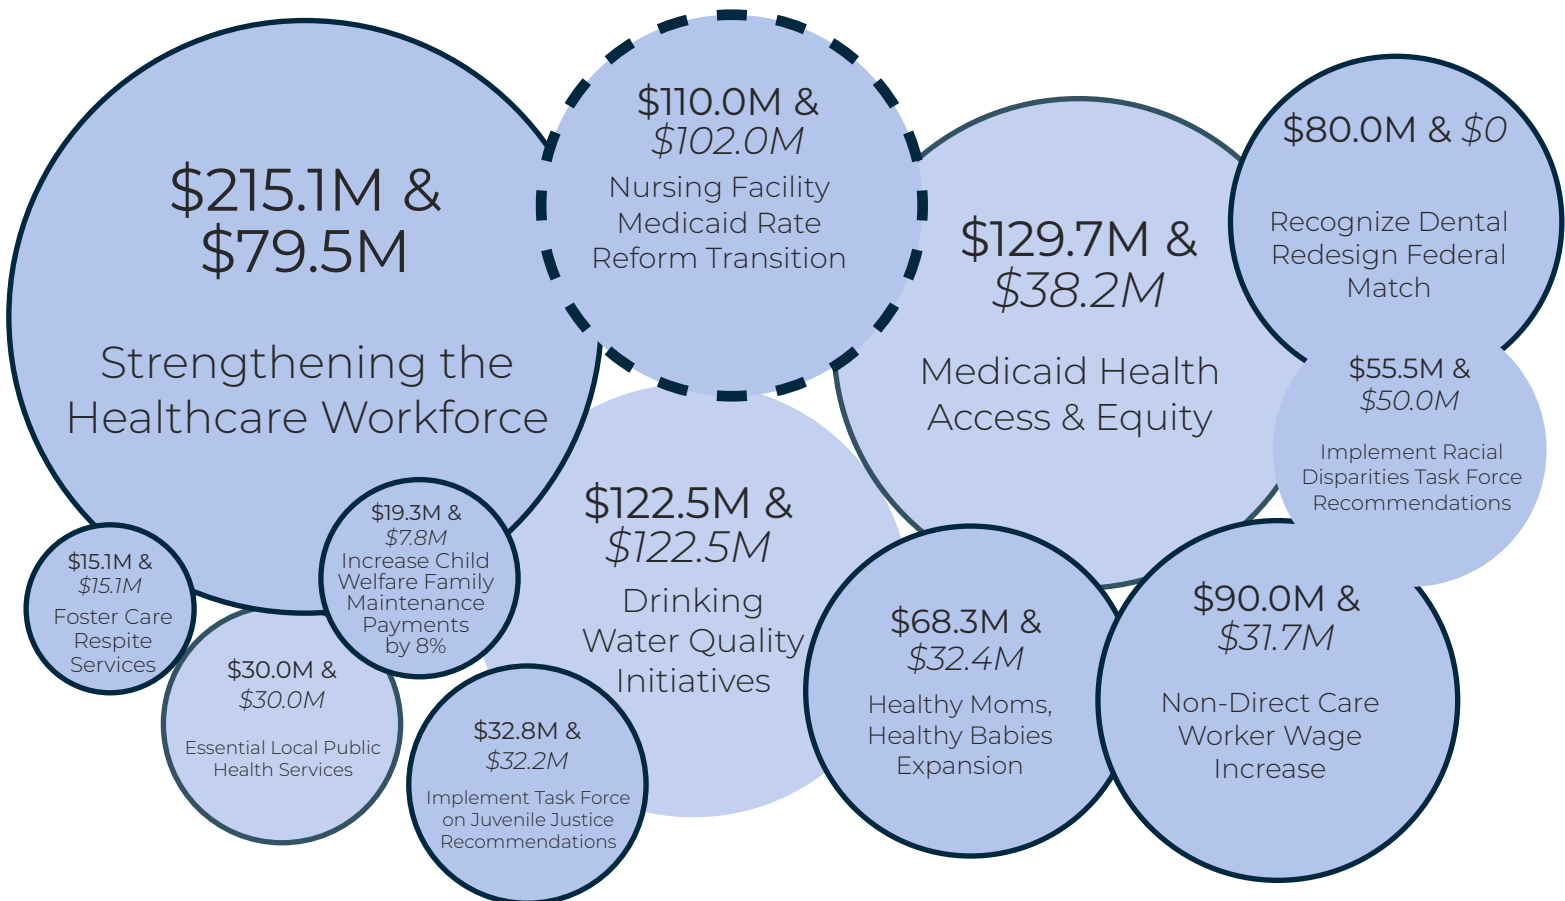 $215.1M &
$79.5M
Strengthening the
Healthcare Workforce
$110.0M &
$102.0M
Nursing Facility
Medicaid Rate
Reform Transition
$129.7M &
$38.2M
Medicaid Health
Access & Equity
$80.0M & $0
Recognize Dental
Redesign Federal
Match
$55.5M &
$50.0M
Implement Racial
Disparities Task Force
Recommendations
$15.1M &
$15.1M
Foster Care
Respite
Services
$19.3M &
$7.8M
Increase Child
Welfare Family
Maintenance
Payments
by 8%
$122.5M &
$122.5M
Drinking
Water Quality
Initiatives
$30.0M &
$30.0M
Essential Local Public
Health Services
$32.8M &
$32.2M
Implement Task Force
on Juvenile Justice
Recommendations
$68.3M &
$32.4M
Healthy Moms,
Healthy Babies
Expansion
$90.0M &
$31.7M
Non-Direct Care
Worker Wage
Increase